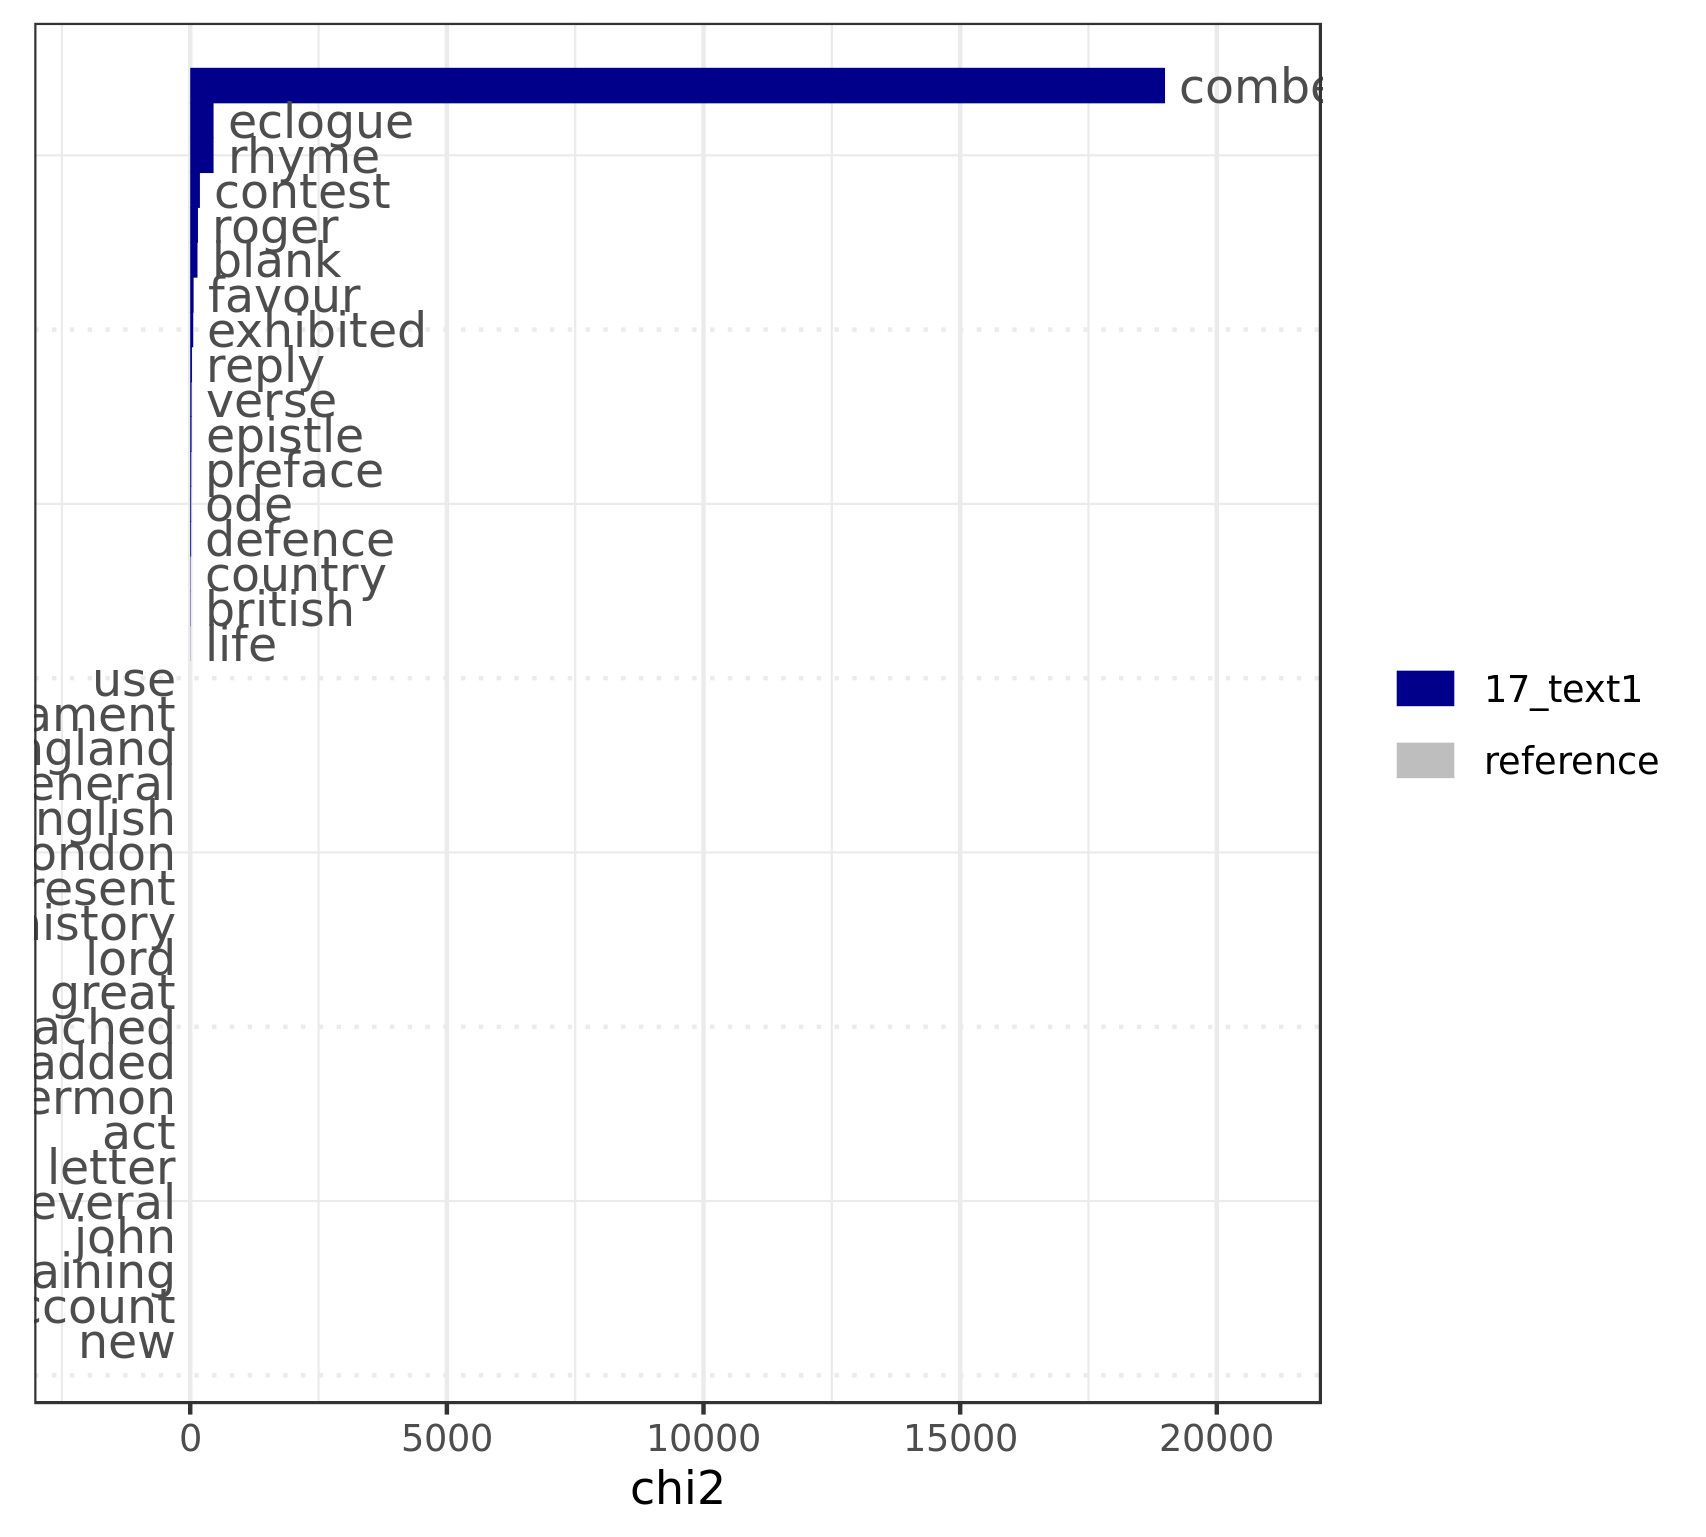 combe
eclogue
rhyme
contest
roger
blank
favour
exhibited
reply
verse
epistle
preface
ode
defence
country
british
life
use
ament
ngland
eneral
nglish
ondon
resent
history
lord
great
ached
added
ermon
act
letter
everal
john
aining
ccount
new
17_text1
reference
0 5000 10000 15000 20000
chi2